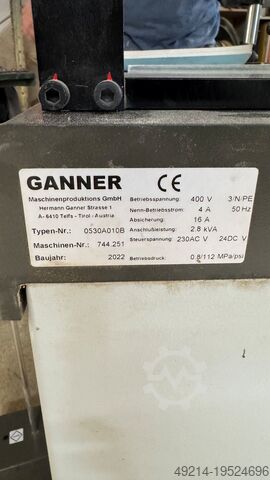 GANNER CE
Maschinenproduktions GmbH
Hermann Ganner Strasse 1
A- 6410 Telfs - Tirol - Austria
Typen-Nr.: 0530A010B
Maschinen-Nr.: 744.251
Baujahr: 2022
Betriebsspannung: 400 V 3/N/PE
Nenn-Betriebsstrom: 4 A 50 Hz
Absicherung: 16 A
Anschlußleistung: 2.8 kVA
Steuerspannung: 230AC V 24DC V
Betriebsdruck: 0.8/112 MPa/psi
49214-19524696